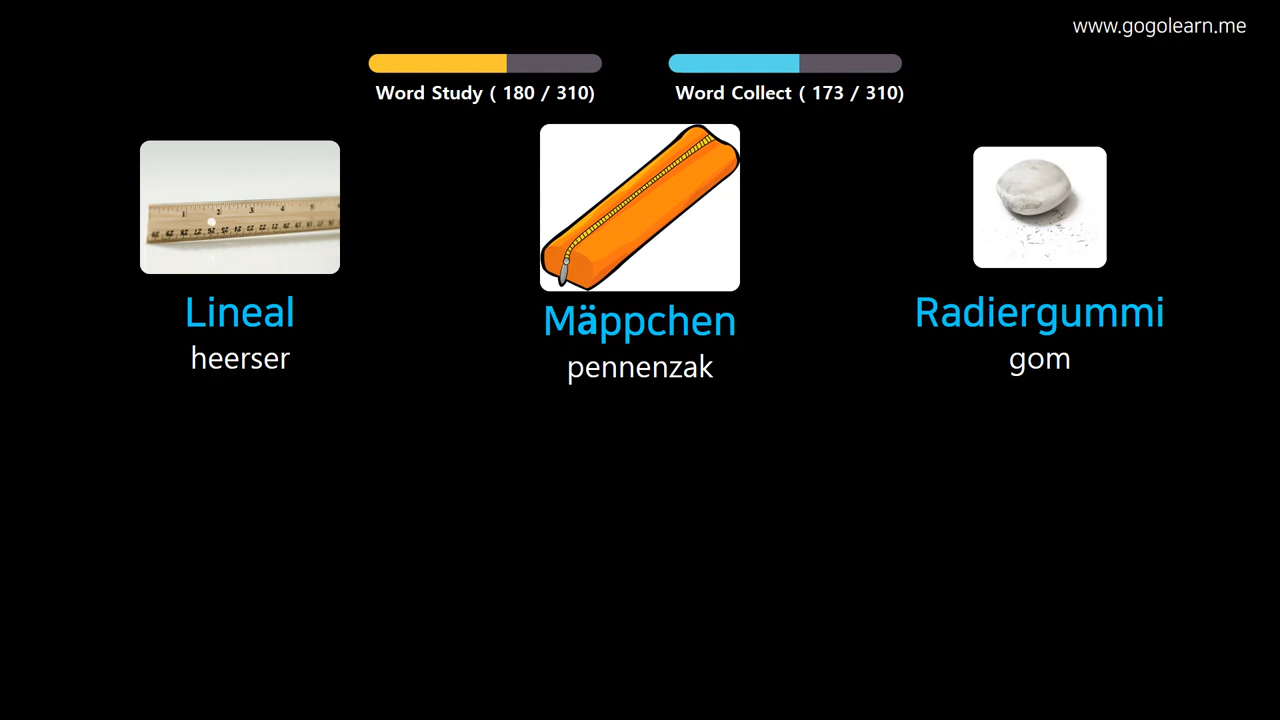 www.gogolearn.me
Word Study ( 180 / 310)
Word Collect ( 173 / 310)
Lineal
heerser
Mäppchen
pennenzak
Radiergummi
gom